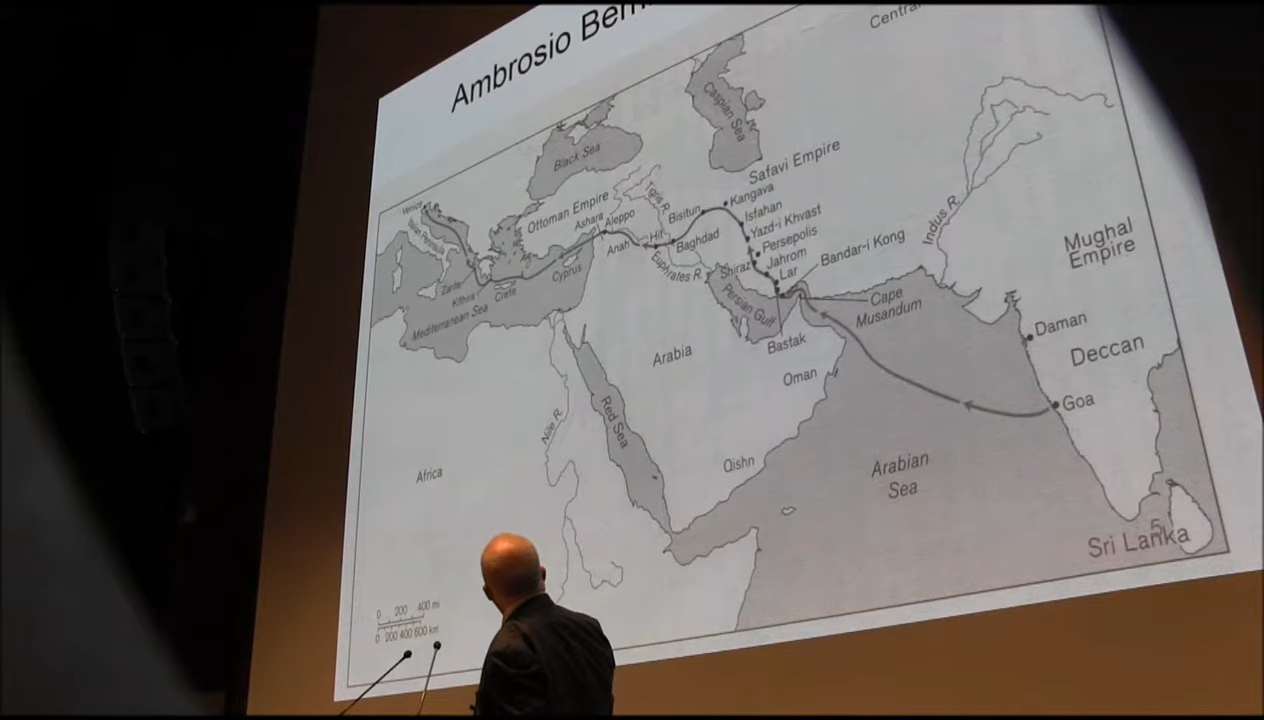 Ambrosio Bem
Central
Caspian Sea
Black Sea
Safavi Empire
Kangava
Venice
Ottoman Empire
Tigris R.
Bisitun
Isfahan
Ashara
Aleppo
Yazd-i Khvast
Indus R.
Mughal
Empire
Anah
Hit
Baghdad
Persepolis
Bandar-i Kong
Euphrates R.
Shiraz
Jahrom
Lar
Cyprus
Zante
Kithira
Crete
Mediterranean Sea
Persian Gulf
Cape
Musandum
Daman
Bastak
Deccan
Arabia
Oman
Goa
Red Sea
Nile R.
Africa
Qishn
Arabian
Sea
Sri Lanka
5
0 200 400 m
0 200 400 600 km